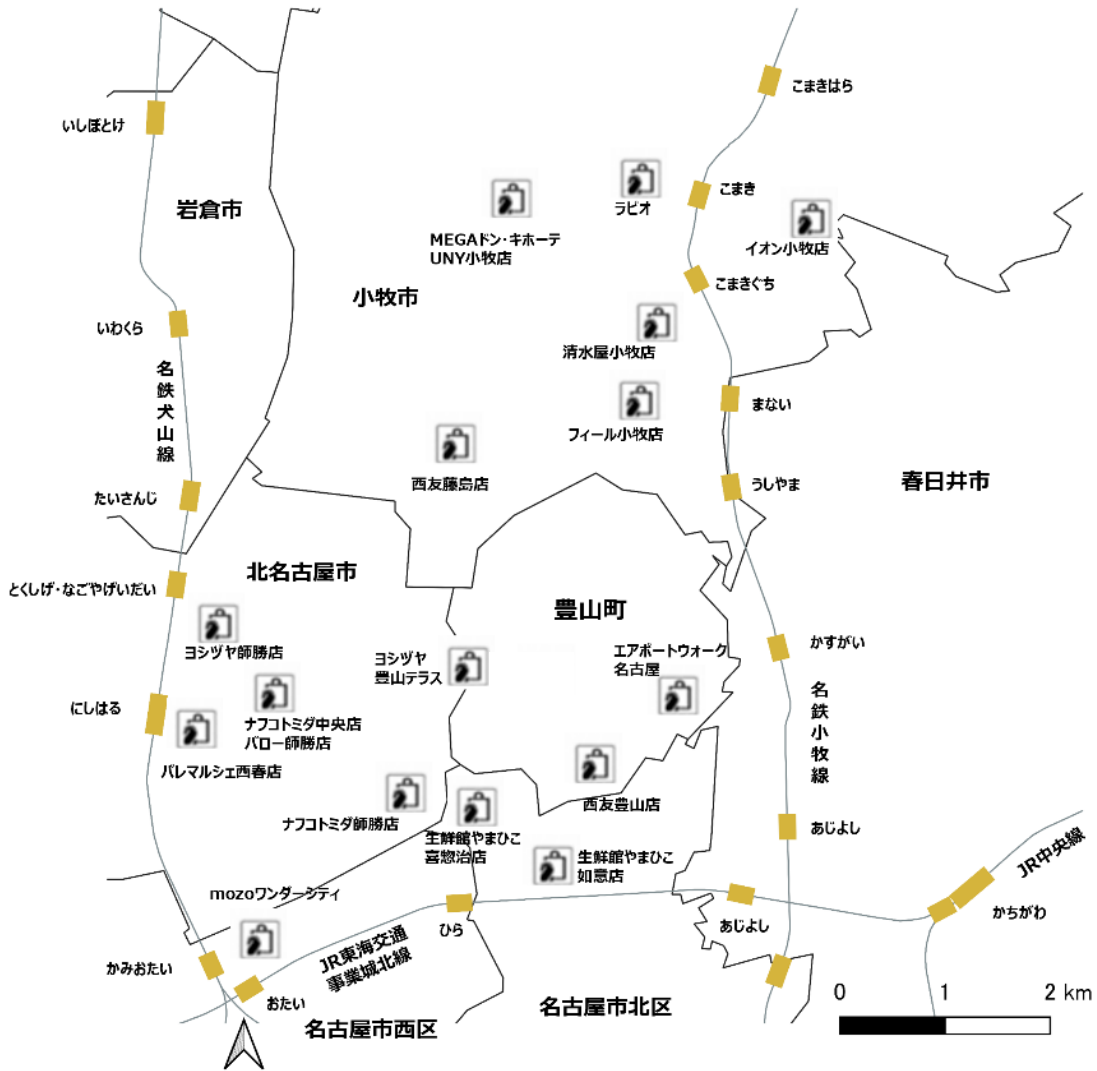 こまきはら
いしぼとけ
こまき
岩倉市
ラピオ
MEGAドン・キホーテ
UNY小牧店
イオン小牧店
こまきぐち
小牧市
いわくら
清水屋小牧店
名鉄犬山線
まない
フィール小牧店
西友藤島店
うしやま
春日井市
たいさんじ
北名古屋市
とくしげ・なごやげいだい
豊山町
ヨシヅヤ師勝店
ヨシヅヤ
豊山テラス
エアポートウォーク
名古屋
かすがい
名鉄小牧線
にしはる
ナフコトミダ中央店
バロー師勝店
パレマルシェ西春店
西友豊山店
ナフコトミダ師勝店
生鮮館やまひこ
喜惣治店
あじよし
生鮮館やまひこ
如意店
JR中央線
mozoワンダーシティ
ひら
あじよし
かちがわ
かみおたい
JR東海交通
事業城北線
おたい
名古屋市西区
名古屋市北区
0 1 2 km